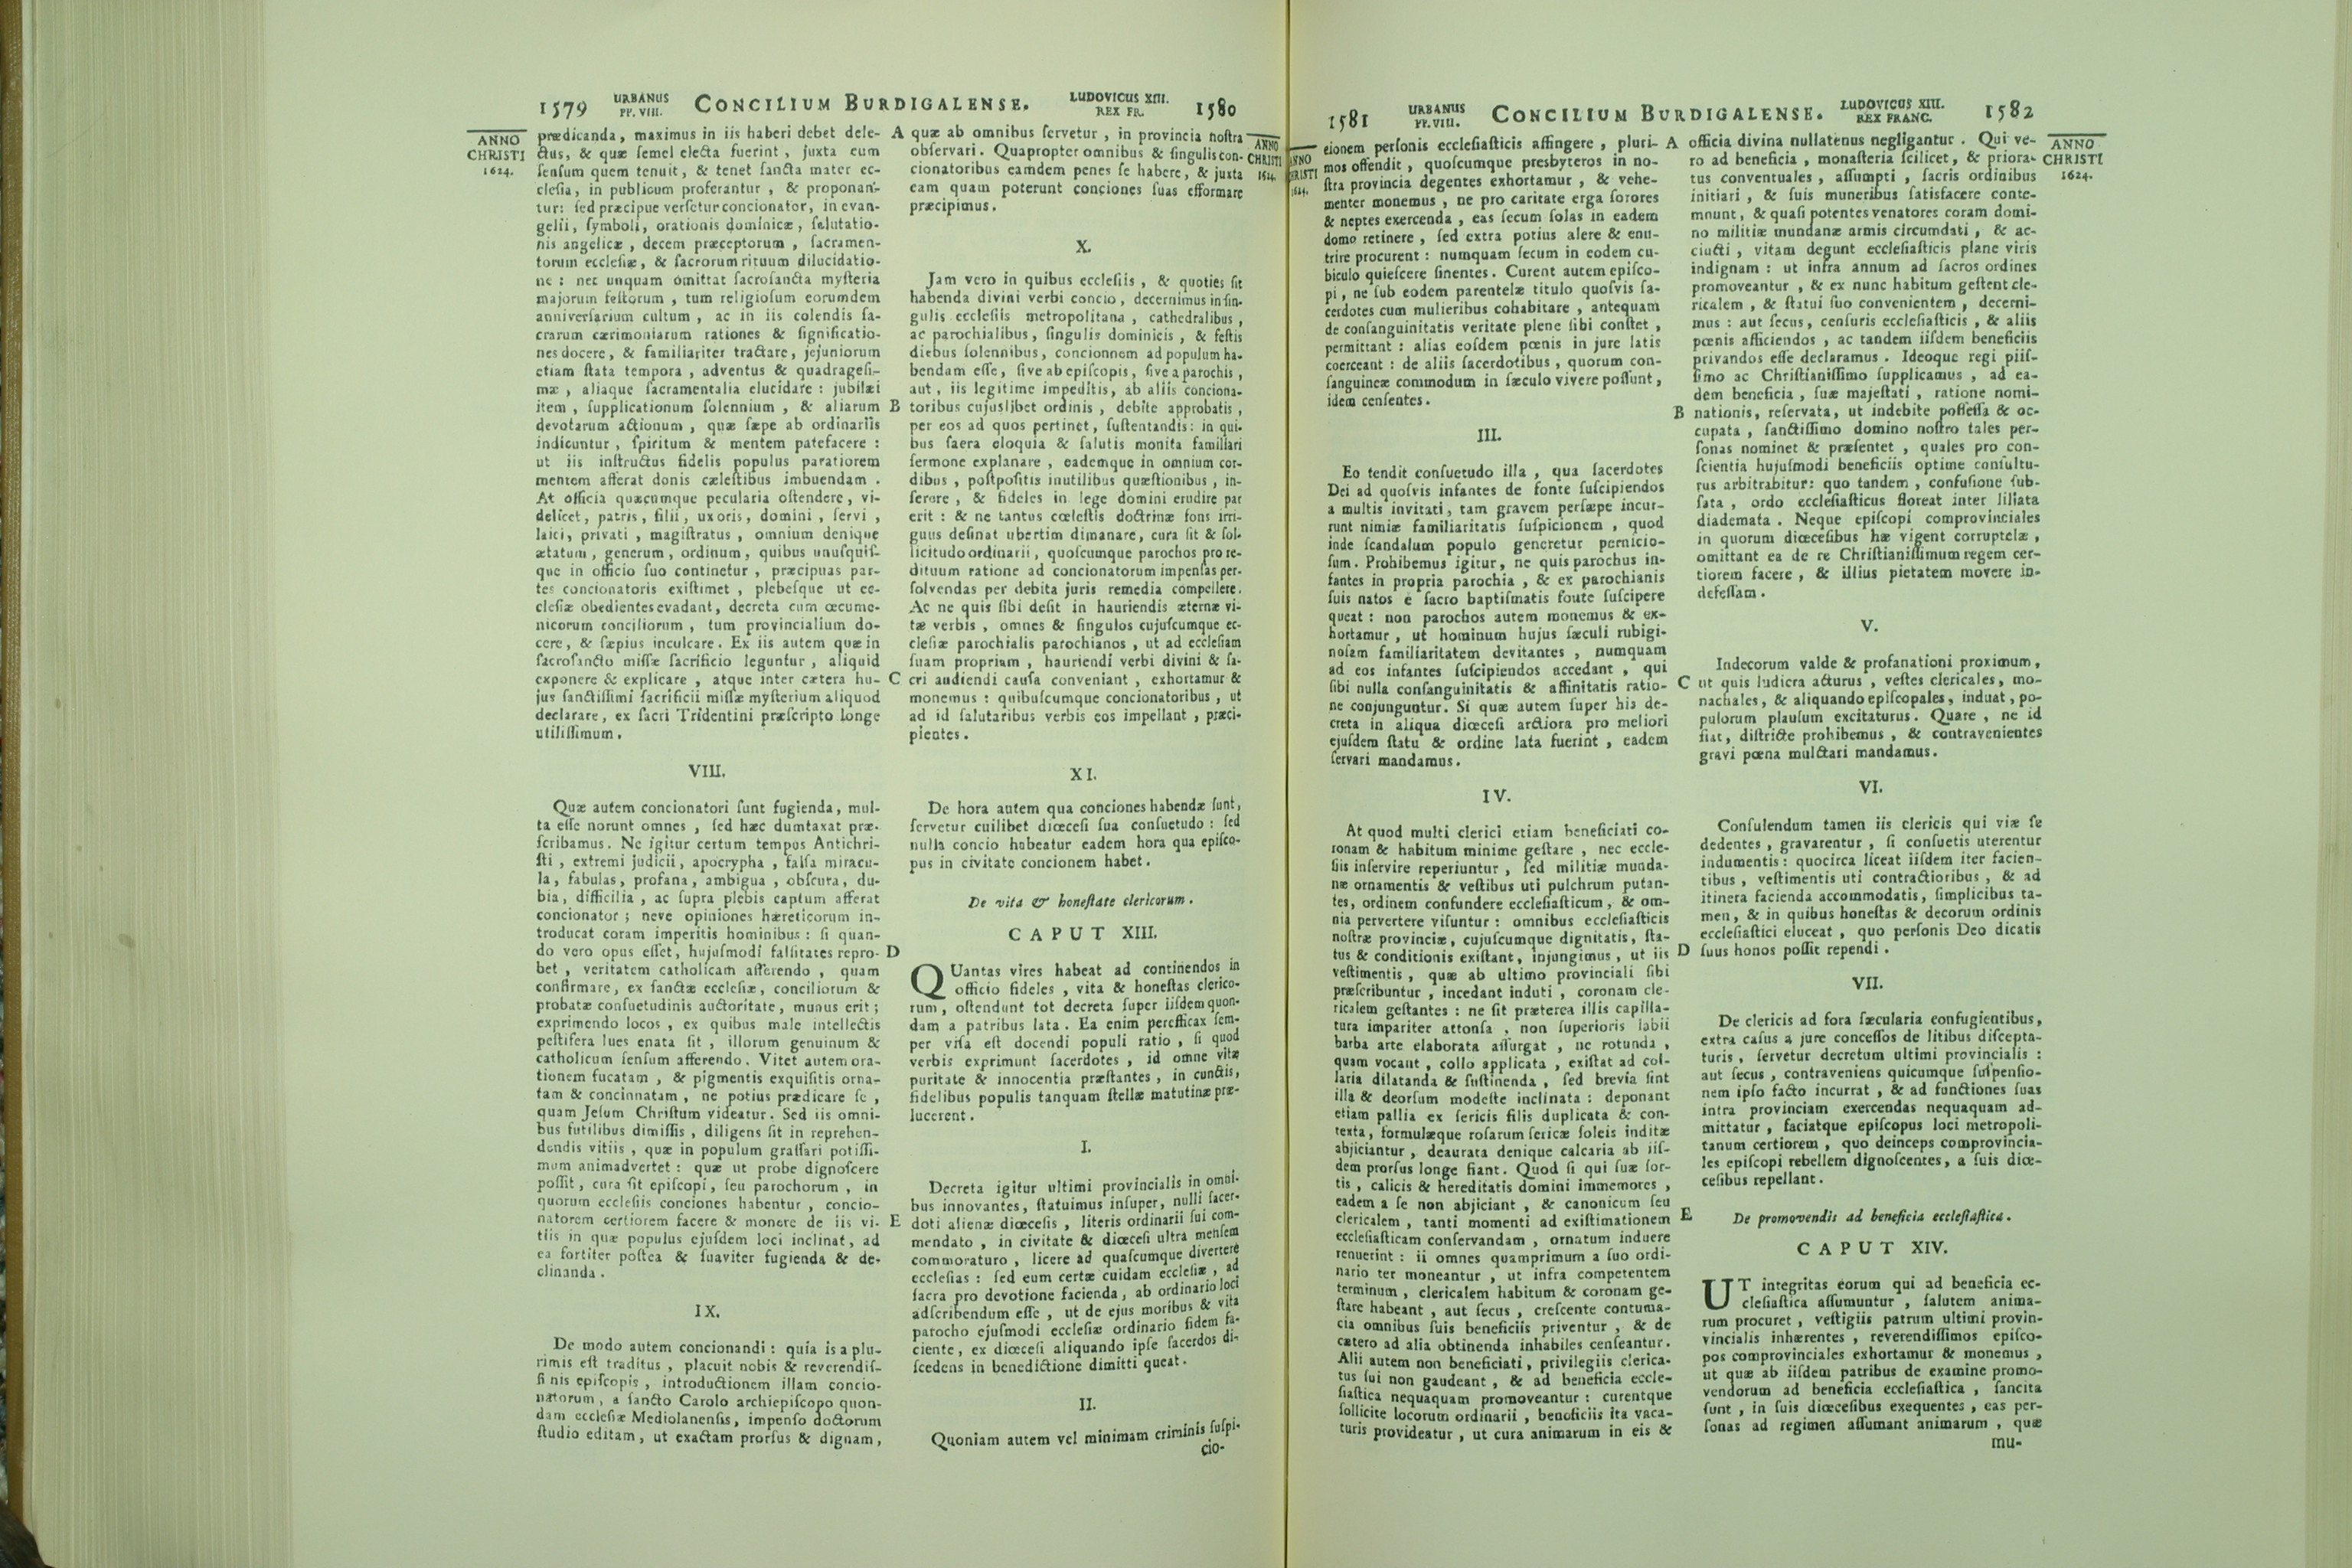 1579 URBANUS PP. VIII. CONCILIUM BURDIGALENSE. LUDOVICUS XIII. REX FR. 1580
ANNO
CHRISTI
1624.
prædicanda, maximus in iis haberi debet dele-
ctus, & quæ ſemel electa fuerint, juxta eum
ſenſum quem tenuit, & tenet ſancta mater ec-
cleſia, in publicum proferantur, & proponan-
tur: ſed præcipue verſetur concionator, in evan-
gelii, ſymboli, orationis dominicæ, ſalutatio-
nis angelicæ, decem præceptorum, ſacramen-
torum eccleſiæ, & ſacrorum rituum dilucidatio-
ne: nec unquam omittat ſacroſancta myſteria
majorum feſtorum, tum religioſum eorumdem
anniverſarium cultum, ac in iis colendis ſa-
crarum cærimoniarum rationes & ſignificatio-
nes docere, & familiariter tractare, jejuniorum
etiam ſtata tempora, adventus & quadrageſi-
mæ, aliaque ſacramentalia elucidare: jubilæi
item, ſupplicationum ſolennium, & aliarum
devotarum actionum, quæ ſæpe ab ordinariis
indicuntur, ſpiritum & mentem patefacere:
ut iis inſtructus fidelis populus paratiorem
mentem afferat donis cæleſtibus imbuendam.
At officia quæcumque pecularia oſtendere, vi-
delicet, patris, filii, uxoris, domini, ſervi,
laici, privati, magiſtratus, omnium denique
ætatum, generum, ordinum, quibus unuſquiſ-
que in officio ſuo continetur, præcipuas par-
tes concionatoris exiſtimet, plebeſque ut ec-
cleſiæ obedientes evadant, decreta cum œcume-
nicorum conciliorum, tum provincialium do-
cere, & ſæpius inculcare. Ex iis autem quæ in
ſacroſancto miſſæ ſacrificio leguntur, aliquid
exponere & explicare, atque inter cætera hu-
jus ſanctiſſimi ſacrificii miſſæ myſterium aliquod
declarare, ex ſacri Tridentini præſcripto longe
utiliſſimum.
VIII.
Quæ autem concionatori ſunt fugienda, mul-
ta eſſe norunt omnes, ſed hæc dumtaxat præ-
ſcribamus. Ne igitur certum tempus Antichri-
ſti, extremi judicii, apocrypha, falſa miracu-
la, fabulas, profana, ambigua, obſcura, du-
bia, difficilia, ac ſupra plebis captum afferat
concionator; neve opiniones hæreticorum in-
troducat coram imperitis hominibus: ſi quan-
do vero opus eſſet, hujuſmodi falſitates repro-
bet, veritatem catholicam aſſerendo, quam
confirmare, ex ſanctæ eccleſiæ, conciliorum &
probatæ conſuetudinis auctoritate, munus erit;
exprimendo locos, ex quibus male intellectis
peſtifera lues enata ſit, illorum genuinum &
catholicum ſenſum afferendo. Vitet autem ora-
tionem fucatam, & pigmentis exquiſitis orna-
tam & concinnatam, ne potius prædicare ſe,
quam Jeſum Chriſtum videatur. Sed iis omni-
bus futilibus dimiſſis, diligens ſit in reprehen-
dendis vitiis, quæ in populum graſſari potiſſi-
mum animadvertet: quæ ut probe dignoſcere
poſſit, cura ſit epiſcopi, ſeu parochorum, in
quorum eccleſiis conciones habentur, concio-
natorem certiorem facere & monere de iis vi-
tiis in quæ populus ejuſdem loci inclinat, ad
ea fortiter poſtea & ſuaviter fugienda & de-
clinanda.
IX.
De modo autem concionandi: quia is a plu-
rimis eſt traditus, placuit nobis & reverendiſ-
ſi nis epiſcopis, introductionem illam concio-
natorum, a ſancto Carolo archiepiſcopo quon-
dam eccleſiæ Mediolanenſis, impenſo doctorum
ſtudio editam, ut exactam prorſus & dignam,
A
B
C
D
E
quæ ab omnibus ſervetur, in provincia noſtra
obſervari. Quapropter omnibus & ſingulis con-
cionatoribus eamdem penes ſe habere, & juxta
eam quam poterunt conciones ſuas efformare
præcipimus.
X.
Jam vero in quibus eccleſiis, & quoties ſit
habenda divini verbi concio, decernimus in ſin-
gulis eccleſiis metropolitana, cathedralibus,
ac parochialibus, ſingulis dominicis, & feſtis
diebus ſolennibus, concionnem ad populum ha-
bendam eſſe, ſive ab epiſcopis, ſive a parochis,
aut, iis legitime impeditis, ab aliis conciona-
toribus cujuslibet ordinis, debite approbatis,
per eos ad quos pertinet, ſuſtentandis: in qui-
bus ſacra eloquia & ſalutis monita familiari
ſermone explanare, eademque in omnium cor-
dibus, poſtpoſitis inutilibus quæſtionibus, in-
ſerere, & fideles in lege domini erudire par
erit: & ne tantus cœleſtis doctrinæ fons irri-
guus deſinat ubertim dimanare, cura ſit & ſol-
licitudo ordinarii, quoſcumque parochos pro re-
dituum ratione ad concionatorum impenſas per-
ſolvendas per debita juris remedia compellere.
Ac ne quis ſibi deſit in hauriendis æternæ vi-
tæ verbis, omnes & ſingulos cujuſcumque ec-
cleſiæ parochialis parochianos, ut ad eccleſiam
ſuam propriam, hauriendi verbi divini & ſa-
cri audiendi cauſa conveniant, exhortamur &
monemus: quibuſcumque concionatoribus, ut
ad id ſalutaribus verbis eos impellant, præci-
pientes.
XI.
De hora autem qua conciones habendæ ſunt,
ſervetur cuilibet diœceſi ſua conſuetudo: ſed
nulla concio habeatur eadem hora qua epiſco-
pus in civitate concionem habet.
De vita & honeſtate clericorum.
CAPUT XIII.
QUantas vires habeat ad continendos in
officio fideles, vita & honeſtas clerico-
rum, oſtendunt tot decreta ſuper iiſdem quon-
dam a patribus lata. Ea enim perefficax ſem-
per viſa eſt docendi populi ratio, ſi quod
verbis exprimunt ſacerdotes, id omne vitæ
puritate & innocentia præſtantes, in cunctis,
fidelibus populis tanquam ſtellæ matutinæ præ-
lucerent.
I.
Decreta igitur ultimi provincialis in omni-
bus innovantes, ſtatuimus inſuper, nulli ſacer-
doti alienæ diœceſis, literis ordinarii ſui com-
mendato, in civitate & diœceſi ultra menſem
commoraturo, licere ad quaſcumque divertere
eccleſias: ſed eum certæ cuidam eccleſiæ, ad
ſacra pro devotione facienda, ab ordinario loci
adſcribendum eſſe, ut de ejus moribus & vita
parocho ejuſmodi eccleſiæ ordinario fidem fa-
ciente, ex diœceſi aliquando ipſe ſacerdos di-
ſcedens in benedictione dimitti queat.
II.
Quoniam autem vel minimam criminis ſuſpi-
cio-
ANNO
CHRISTI
1624.
1581 URBANUS PP. VIII. CONCILIUM BURDIGALENSE. LUDOVICUS XIII. REX FRANC. 1582
cionem perſonis eccleſiaſticis affingere, pluri-
mos offendit, quoſcumque presbyteros in no-
ſtra provincia degentes exhortamur, & vehe-
menter monemus, ne pro caritate erga ſorores
& neptes exercenda, eas ſecum ſolas in eadem
domo retinere, ſed extra potius alere & enu-
trire procurent: numquam ſecum in eodem cu-
biculo quieſcere ſinentes. Curent autem epiſco-
pi, ne ſub eodem parentelæ titulo quoſvis ſa-
cerdotes cum mulieribus cohabitare, antequam
de conſanguinitatis veritate plene ſibi conſtet,
permittant: alias eoſdem pœnis in jure latis
coerceant: de aliis ſacerdotibus, quorum con-
ſanguineæ commodum in ſæculo vivere poſſunt,
idem cenſentes.
III.
Eo tendit conſuetudo illa, qua ſacerdotes
Dei ad quoſvis infantes de fonte ſuſcipiendos
a multis invitati, tam gravem perſæpe incur-
runt nimiæ familiaritatis ſuſpicionem, quod
inde ſcandalum populo generetur pernicio-
ſum. Prohibemus igitur, ne quis parochus in-
fantes in propria parochia, & ex parochianis
ſuis natos e ſacro baptiſmatis foute ſuſcipere
queat: non parochos autem monemus & ex-
hortamur, ut hominum hujus ſæculi rubigi-
noſam familiaritatem devitantes, numquam
ad eos infantes ſuſcipiendos accedant, qui
ſibi nulla conſanguinitatis & affinitatis ratio-
ne conjunguntur. Si quæ autem ſuper his de-
creta in aliqua diœceſi arctiora pro meliori
ejuſdem ſtatu & ordine lata fuerint, eadem
ſervari mandamus.
IV.
At quod multi clerici etiam beneficiati co-
ronam & habitum minime geſtare, nec eccle-
ſiis inſervire reperiuntur, ſed militiæ munda-
næ ornamentis & veſtibus uti pulchrum putan-
tes, ordinem confundere eccleſiaſticum, & om-
nia pervertere viſuntur: omnibus eccleſiaſticis
noſtræ provinciæ, cujuſcumque dignitatis, ſta-
tus & conditionis exiſtant, injungimus, ut iis
veſtimentis, quæ ab ultimo provinciali ſibi
præſcribuntur, incedant induti, coronam cle-
ricalem geſtantes: ne ſit præterea illis capilla-
tura impariter attonſa, non ſuperioris labii
barba arte elaborata aſſurgat, ne rotunda,
quam vocant, collo applicata, exiſtat ad col-
laria dilatanda & ſuſtinenda, ſed brevia ſint
illa & deorſum modeſte inclinata: deponant
etiam pallia ex ſericis filis duplicata & con-
texta, formulæque roſarum ſericæ ſoleis inditæ
abjiciantur, deaurata denique calcaria ab iiſ-
dem prorſus longe fiant. Quod ſi qui ſuæ ſor-
tis, calicis & hereditatis domini immemores,
eadem a ſe non abjiciant, & canonicum ſeu
clericalem, tanti momenti ad exiſtimationem
eccleſiaſticam conſervandam, ornatum induere
renuerint: ii omnes quamprimum a ſuo ordi-
nario ter moneantur, ut infra competentem
terminum, clericalem habitum & coronam ge-
ſtare habeant, aut ſecus, creſcente contuma-
cia omnibus ſuis beneficiis priventur, & de
cætero ad alia obtinenda inhabiles cenſeantur.
Alii autem non beneficiati, privilegiis clerica-
tus ſui non gaudeant, & ad beneficia eccle-
ſiaſtica nequaquam promoveantur: curentque
ſollicite locorum ordinarii, beneficiis ita vaca-
turis provideatur, ut cura animarum in eis &
A
B
C
D
E
officia divina nullatenus negligantur. Qui ve-
ro ad beneficia, monaſteria ſcilicet, & priora-
tus conventuales, aſſumpti, ſacris ordinibus
initiari, & ſuis muneribus ſatisfacere conte-
mnunt, & quaſi potentes venatores coram domi-
no militiæ mundanæ armis circumdati, & ac-
ciucti, vitam degunt eccleſiaſticis plane viris
indignam: ut infra annum ad ſacros ordines
promoveantur, & ex nunc habitum geſtent cle-
ricalem, & ſtatui ſuo convenientem, decerni-
mus: aut ſecus, cenſuris eccleſiaſticis, & aliis
pœnis afficiendos, ac tandem iiſdem beneficiis
privandos eſſe declaramus. Ideoque regi piiſ-
ſimo ac Chriſtianiſſimo ſupplicamus, ad ea-
dem beneficia, ſuæ majeſtati, ratione nomi-
nationis, reſervata, ut indebite poſſeſſa & oc-
cupata, ſanctiſſimo domino noſtro tales per-
ſonas nominet & præſentet, quales pro con-
ſcientia hujuſmodi beneficiis optime conſultu-
rus arbitrabitur: quo tandem, confuſione ſub-
lata, ordo eccleſiaſticus floreat inter liliata
diademata. Neque epiſcopi comprovinciales
in quorum diœceſibus hæ vigent corruptelæ,
omittant ea de re Chriſtianiſſimum regem cer-
tiorem facere, & illius pietatem movere in-
defeſſam.
V.
Indecorum valde & profanationi proximum,
ut quis ludicra acturus, veſtes clericales, mo-
nachales, & aliquando epiſcopales, induat, po-
pulorum plauſum excitaturus. Quare, ne id
fiat, diſtricte prohibemus, & contravenientes
gravi pœna mulctari mandamus.
VI.
Conſulendum tamen iis clericis qui viæ ſe
dedentes, gravarentur, ſi conſuetis uterentur
indumentis: quocirca liceat iiſdem iter facien-
tibus, veſtimentis uti contractioribus, & ad
itinera facienda accommodatis, ſimplicibus ta-
men, & in quibus honeſtas & decorum ordinis
eccleſiaſtici eluceat, quo perſonis Deo dicatis
ſuus honos poſſit rependi.
VII.
De clericis ad fora ſæcularia confugientibus,
extra caſus a jure conceſſos de litibus diſcepta-
turis, ſervetur decretum ultimi provincialis:
aut ſecus, contraveniens quicumque ſuſpenſio-
nem ipſo facto incurrat, & ad functiones ſuas
intra provinciam exercendas nequaquam ad-
mittatur, faciatque epiſcopus loci metropoli-
tanum certiorem, quo deinceps comprovincia-
les epiſcopi rebellem dignoſcentes, a ſuis diœ-
ceſibus repellant.
De promovendis ad beneficia eccleſiaſtica.
CAPUT XIV.
UT integritas eorum qui ad beneficia ec-
cleſiaſtica aſſumuntur, ſalutem anima-
rum procuret, veſtigiis patrum ultimi provin-
vincialis inhærentes, reverendiſſimos epiſco-
pos comprovinciales exhortamur & monemus,
ut quæ ab iiſdem patribus de examine promo-
vendorum ad beneficia eccleſiaſtica, ſancita
ſunt, in ſuis diœceſibus exequentes, eas per-
ſonas ad regimen aſſumant animarum, quæ
mu-
ANNO
CHRISTI
1624.